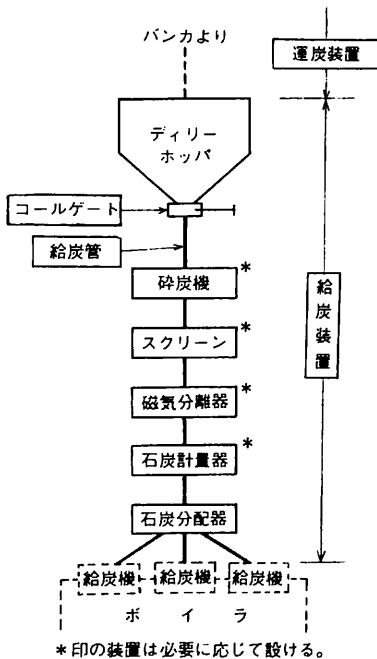 バンカより
運炭装置
ディリー
ホッパ
コールゲート
給炭管
砕炭機 *
スクリーン *
磁気分離器 *
石炭計量器 *
給炭装置
石炭分配器
給炭機 給炭機 給炭機
ボイラ
*印の装置は必要に応じて設ける。